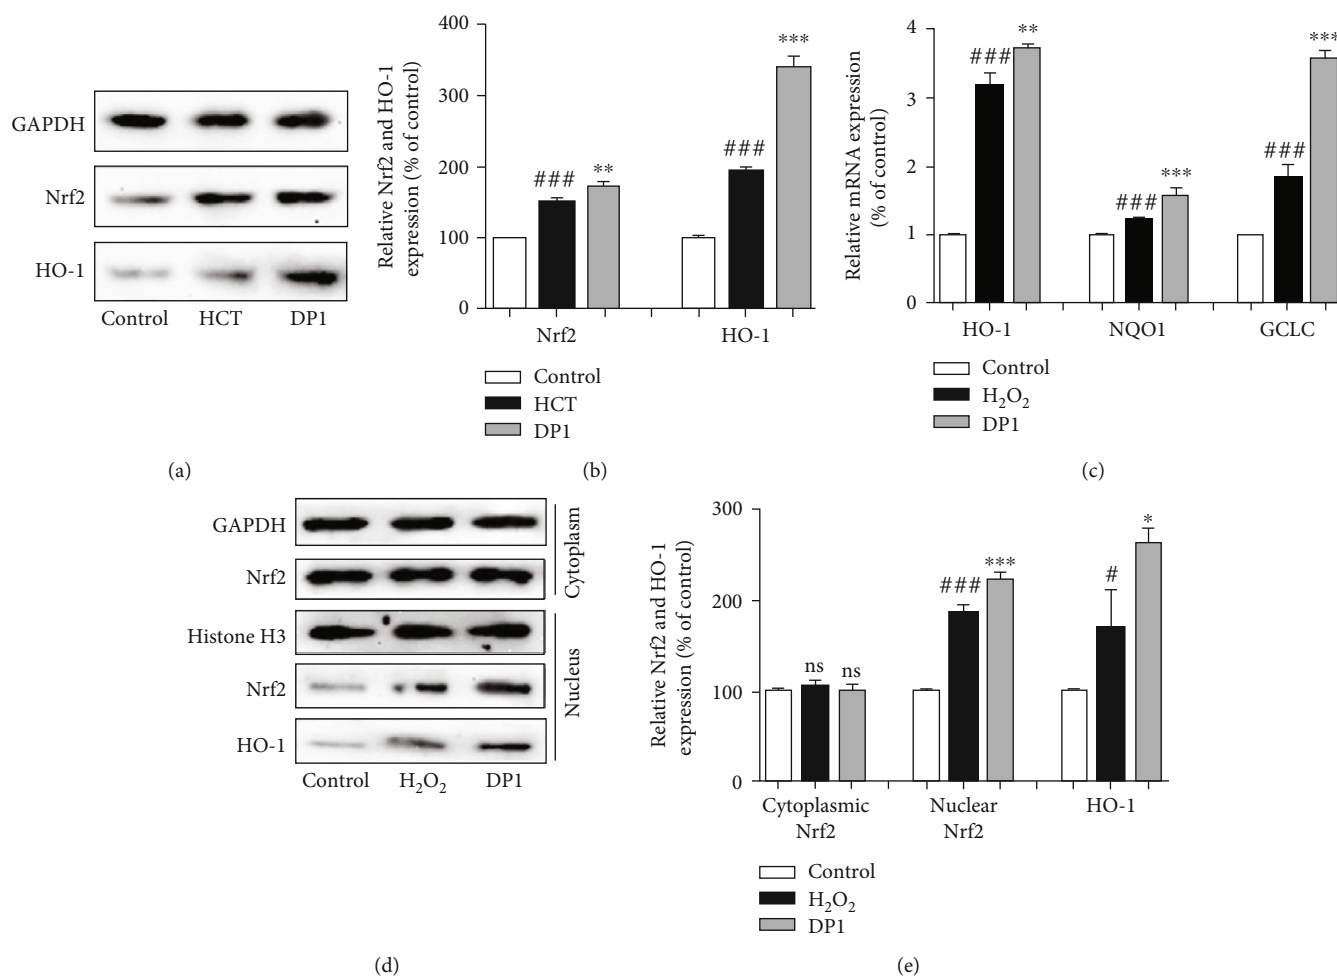 GAPDH
Nrf2
HO-1
Control HCT DP1
(a)
Relative Nrf2 and HO-1
expression (% of control)
400
300
200
100
0
###
**
###
***
Nrf2 HO-1
Control
HCT
DP1
(b)
Relative mRNA expression
(% of control)
4
3
2
1
0
###
**
###
***
###
***
HO-1 NQO1 GCLC
Control
H₂O₂
DP1
(c)
GAPDH
Nrf2
Cytoplasm
Histone H3
Nrf2
HO-1
Nucleus
Control H₂O₂ DP1
(d)
Relative Nrf2 and HO-1
expression (% of control)
300
200
100
0
ns
ns
###
***
#
*
Cytoplasmic Nuclear HO-1
Nrf2 Nrf2
Control
H₂O₂
DP1
(e)